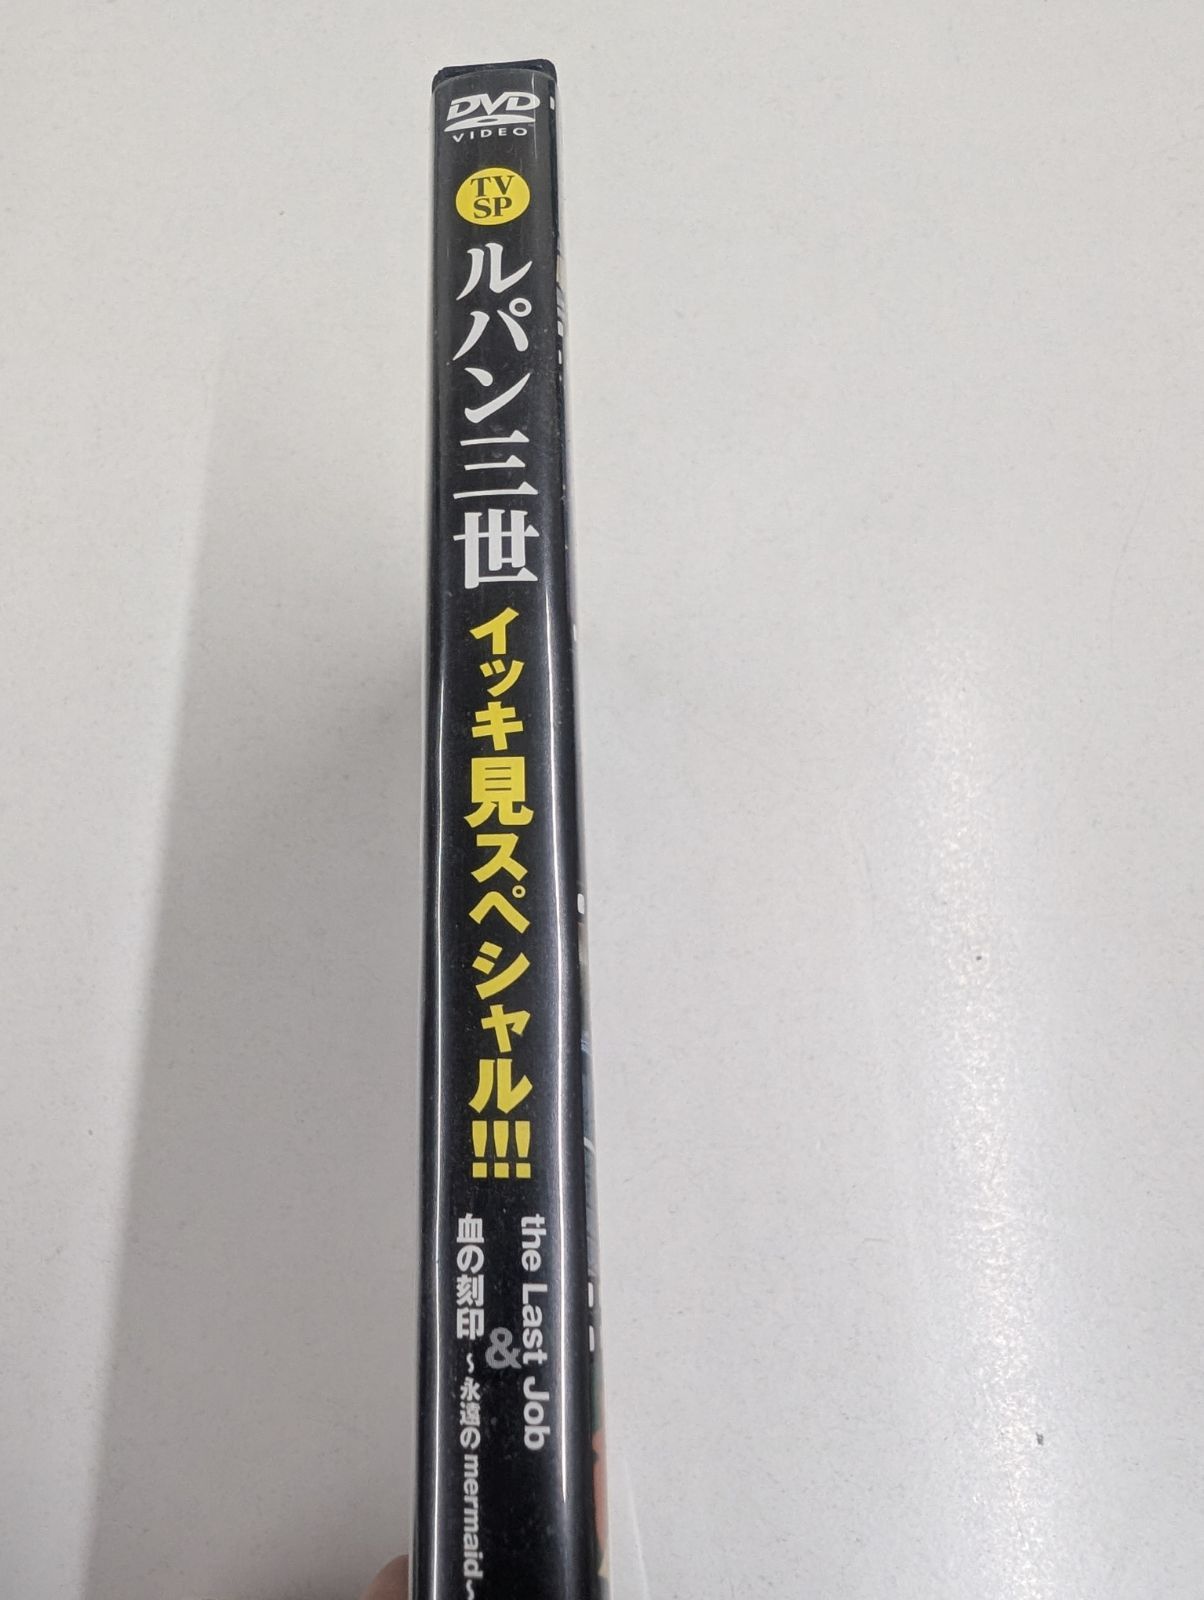 DVD
VIDEO
TV
SP
ルパン三世
イッキ見スペシャル!!!
the Last Job
&
血の刻印 ~永遠のmermaid~